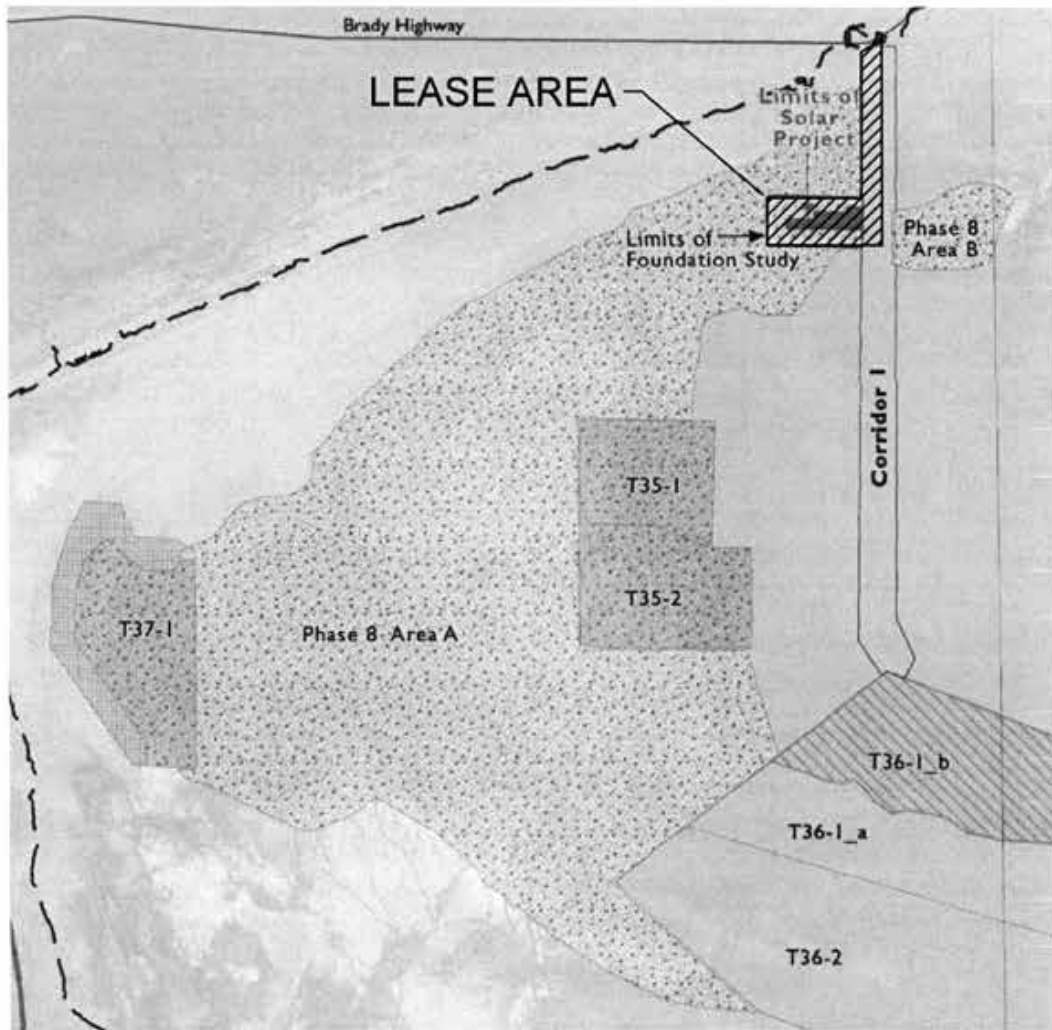 Brady Highway
LEASE AREA
Limits of
Solar
Project
Limits of
Foundation Study
Phase 8
Area B
Corridor 1
T35-1
T35-2
T37-1
Phase 8 Area A
T36-1_b
T36-1_a
T36-2